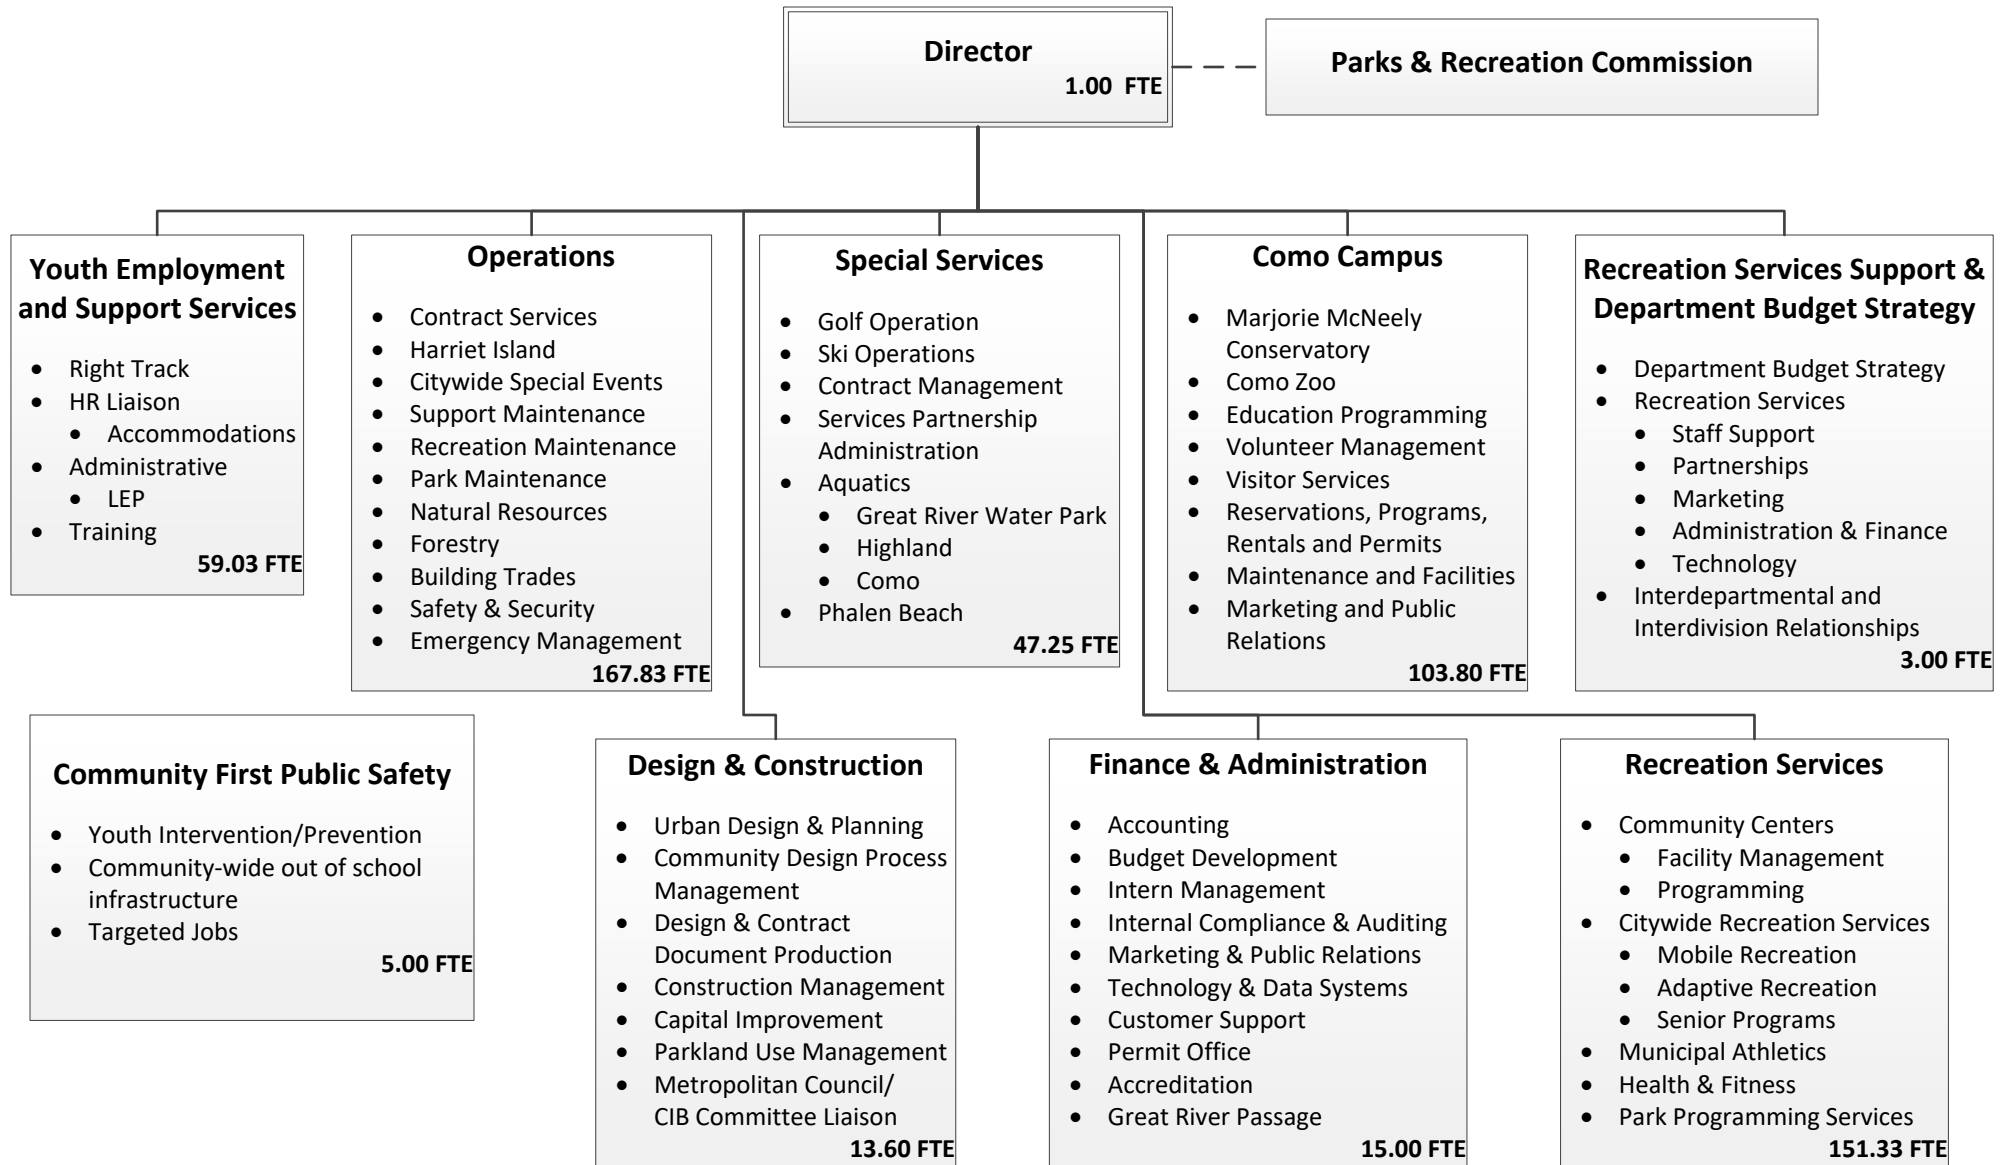 Director
1.00 FTE
Parks & Recreation Commission
Youth Employment
and Support Services
• Right Track
• HR Liaison
• Accommodations
• Administrative
• LEP
• Training
59.03 FTE
Operations
• Contract Services
• Harriet Island
• Citywide Special Events
• Support Maintenance
• Recreation Maintenance
• Park Maintenance
• Natural Resources
• Forestry
• Building Trades
• Safety & Security
• Emergency Management
167.83 FTE
Special Services
• Golf Operation
• Ski Operations
• Contract Management
• Services Partnership
Administration
• Aquatics
• Great River Water Park
• Highland
• Como
• Phalen Beach
47.25 FTE
Como Campus
• Marjorie McNeely
Conservatory
• Como Zoo
• Education Programming
• Volunteer Management
• Visitor Services
• Reservations, Programs,
Rentals and Permits
• Maintenance and Facilities
• Marketing and Public
Relations
103.80 FTE
Recreation Services Support &
Department Budget Strategy
• Department Budget Strategy
• Recreation Services
• Staff Support
• Partnerships
• Marketing
• Administration & Finance
• Technology
• Interdepartmental and
Interdivision Relationships
3.00 FTE
Community First Public Safety
• Youth Intervention/Prevention
• Community-wide out of school
infrastructure
• Targeted Jobs
5.00 FTE
Design & Construction
• Urban Design & Planning
• Community Design Process
Management
• Design & Contract
Document Production
• Construction Management
• Capital Improvement
• Parkland Use Management
• Metropolitan Council/
CIB Committee Liaison
13.60 FTE
Finance & Administration
• Accounting
• Budget Development
• Intern Management
• Internal Compliance & Auditing
• Marketing & Public Relations
• Technology & Data Systems
• Customer Support
• Permit Office
• Accreditation
• Great River Passage
15.00 FTE
Recreation Services
• Community Centers
• Facility Management
• Programming
• Citywide Recreation Services
• Mobile Recreation
• Adaptive Recreation
• Senior Programs
• Municipal Athletics
• Health & Fitness
• Park Programming Services
151.33 FTE